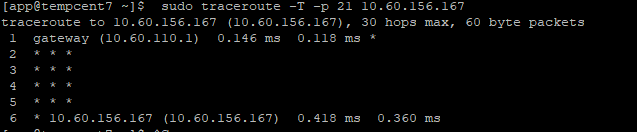 [app@tempcent7 ~]$  sudo traceroute -T -p 21 10.60.156.167
traceroute to 10.60.156.167 (10.60.156.167), 30 hops max, 60 byte packets
 1  gateway (10.60.110.1)  0.146 ms  0.118 ms *
 2  * * *
 3  * * *
 4  * * *
 5  * * *
 6  * 10.60.156.167 (10.60.156.167)  0.418 ms  0.360 ms